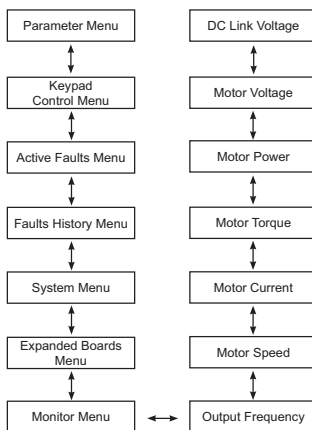 Parameter Menu
Keypad
Control Menu
Active Faults Menu
Faults History Menu
System Menu
Expanded Boards
Menu
Monitor Menu
DC Link Voltage
Motor Voltage
Motor Power
Motor Torque
Motor Current
Motor Speed
Output Frequency